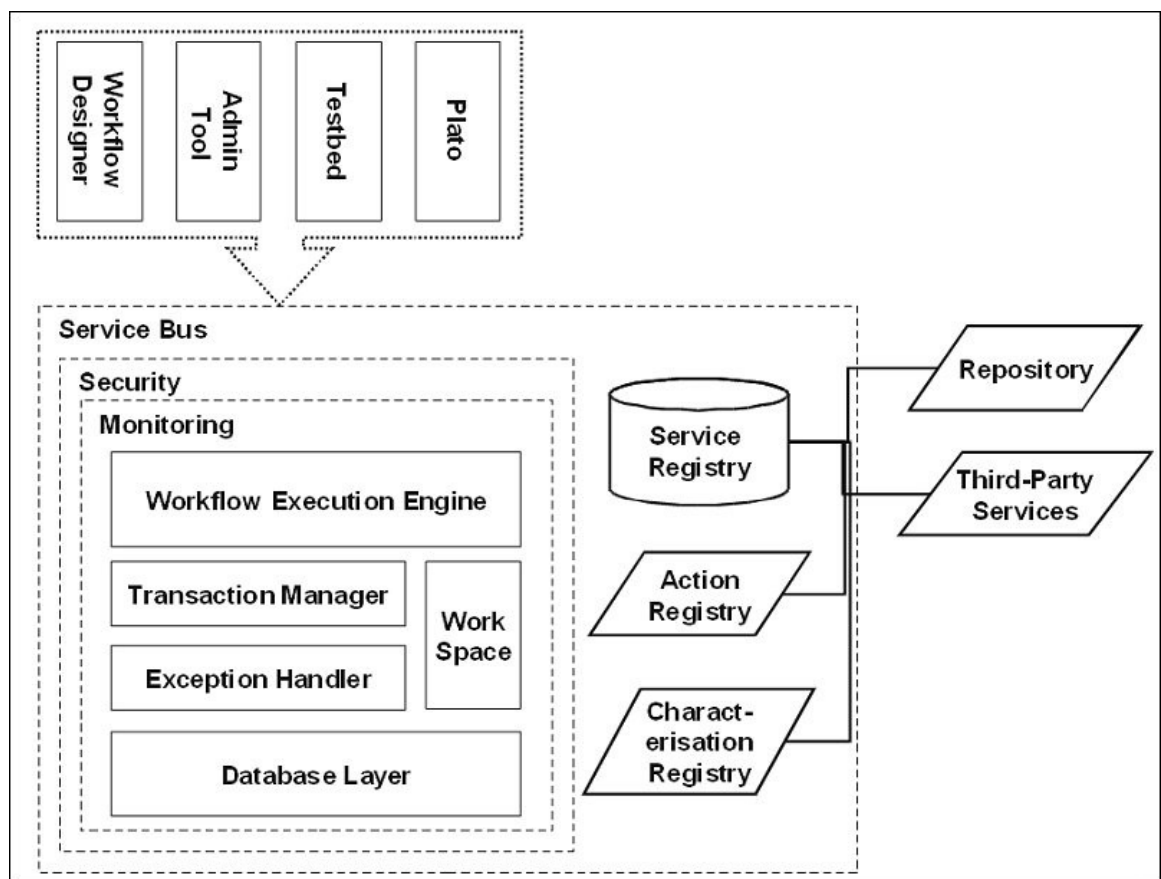 Workflow
Designer
Admin
Tool
Testbed
Plato
Service Bus
Security
Monitoring
Workflow Execution Engine
Transaction Manager
Exception Handler
Work
Space
Database Layer
Service
Registry
Action
Registry
Charact-
erisation
Registry
Repository
Third-Party
Services